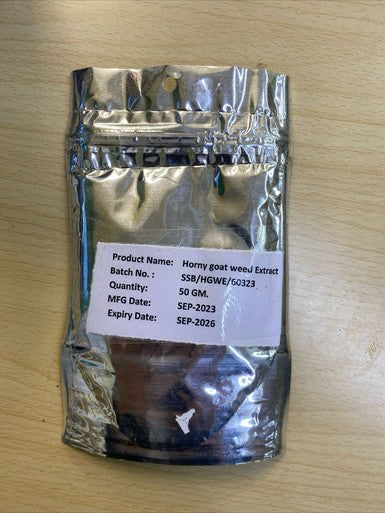 Product Name: Horny goat weed Extract
Batch No. : SSB/HGWE/60323
Quantity: 50 GM.
MFG Date: SEP-2023
Expiry Date: SEP-2026